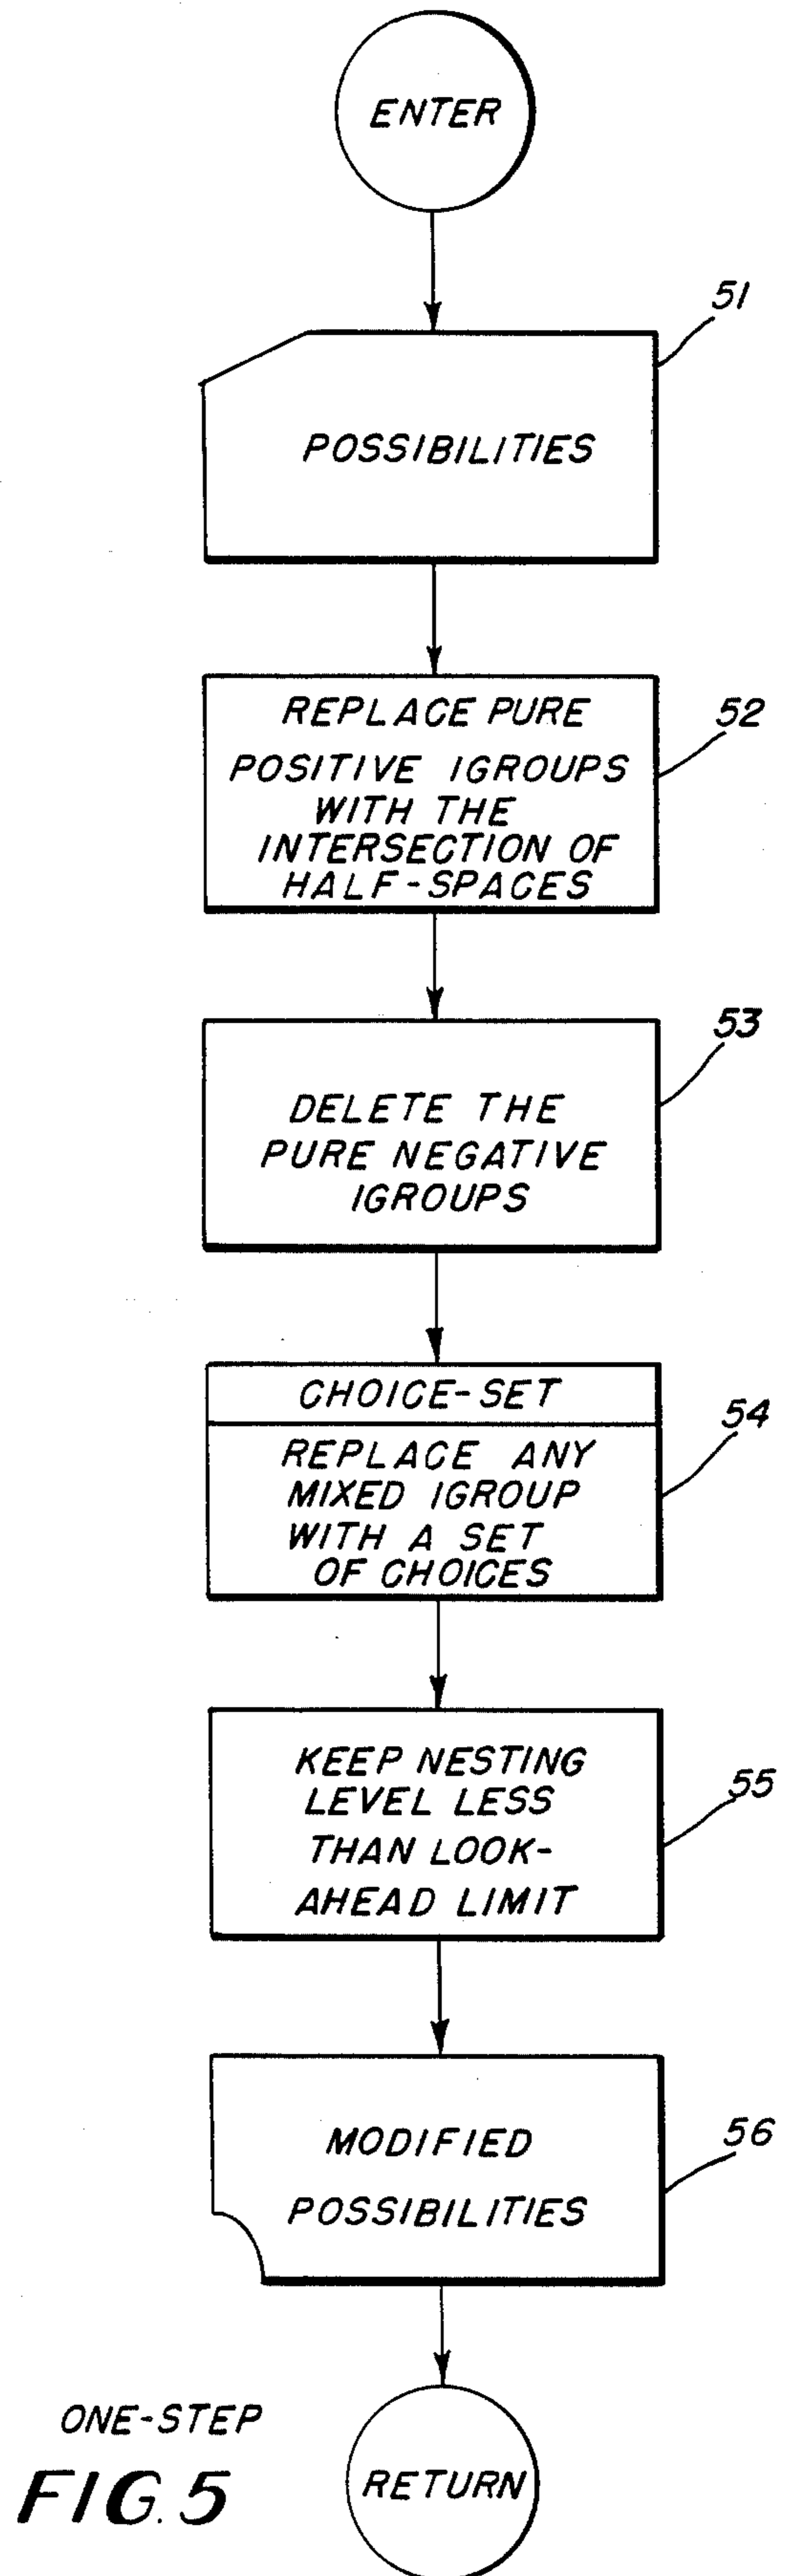 ENTER
51
POSSIBILITIES
52
REPLACE PURE
POSITIVE IGROUPS
WITH THE
INTERSECTION OF
HALF-SPACES
53
DELETE THE
PURE NEGATIVE
IGROUPS
CHOICE-SET
54
REPLACE ANY
MIXED IGROUP
WITH A SET
OF CHOICES
KEEP NESTING
55
LEVEL LESS
THAN LOOK-
AHEAD LIMIT
56
MODIFIED
POSSIBILITIES
ONE-STEP
FIG. 5
RETURN